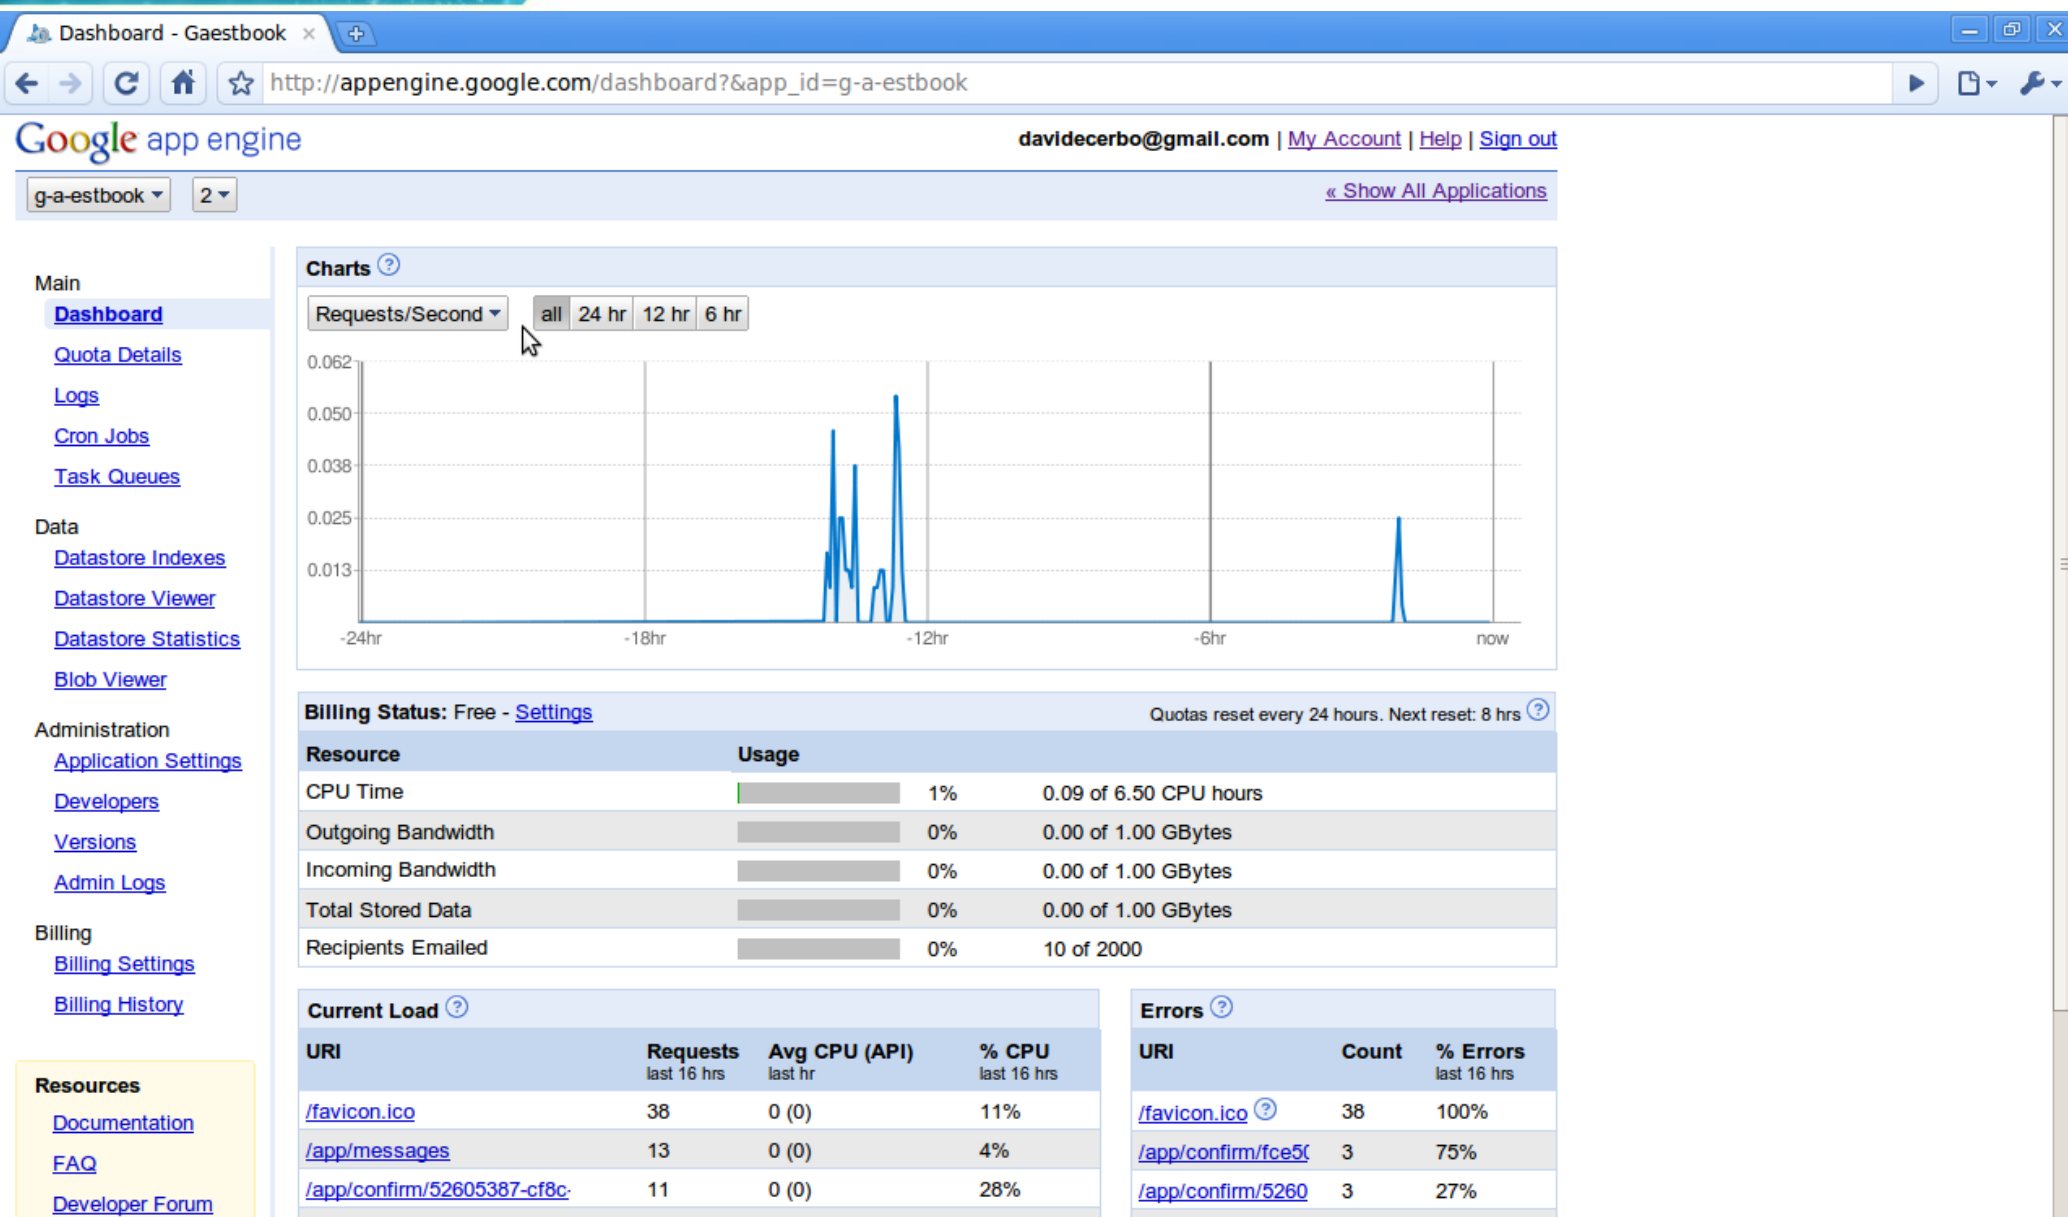 Dashboard - Gaestbook
http://appengine.google.com/dashboard?&app_id=g-a-estbook
Google app engine
davidecerbo@gmail.com | My Account | Help | Sign out
g-a-estbook 2
« Show All Applications
Main
Dashboard
Quota Details
Logs
Cron Jobs
Task Queues
Data
Datastore Indexes
Datastore Viewer
Datastore Statistics
Blob Viewer
Administration
Application Settings
Developers
Versions
Admin Logs
Billing
Billing Settings
Billing History
Resources
Documentation
FAQ
Developer Forum
Charts ?
Requests/Second all 24 hr 12 hr 6 hr
0.062
0.050
0.038
0.025
0.013
-24hr -18hr -12hr -6hr now
Billing Status: Free - Settings
Quotas reset every 24 hours. Next reset: 8 hrs ?
Resource Usage
CPU Time 1% 0.09 of 6.50 CPU hours
Outgoing Bandwidth 0% 0.00 of 1.00 GBytes
Incoming Bandwidth 0% 0.00 of 1.00 GBytes
Total Stored Data 0% 0.00 of 1.00 GBytes
Recipients Emailed 0% 10 of 2000
Current Load ?
URI Requests Avg CPU (API) % CPU
last 16 hrs last hr last 16 hrs
/favicon.ico 38 0 (0) 11%
/app/messages 13 0 (0) 4%
/app/confirm/52605387-cf8c- 11 0 (0) 28%
Errors ?
URI Count % Errors
last 16 hrs
/favicon.ico ? 38 100%
/app/confirm/fce50 3 75%
/app/confirm/5260 3 27%